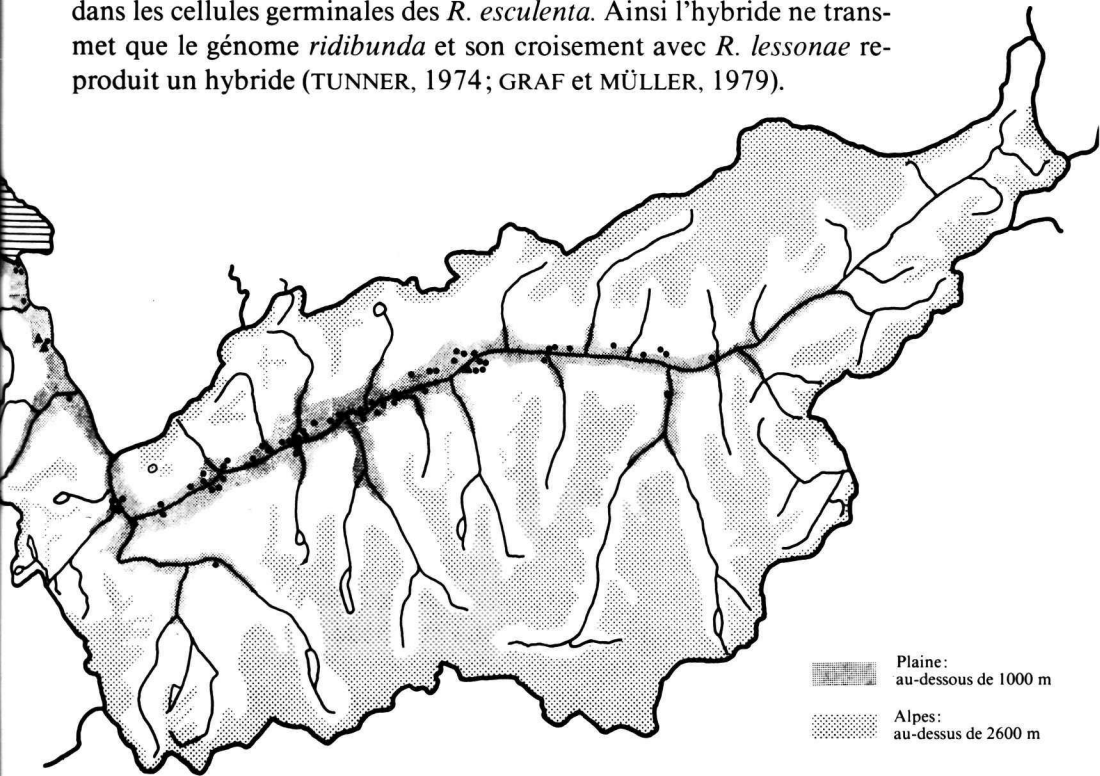 dans les cellules germinales des R. esculenta. Ainsi l’hybride ne trans-
met que le génome ridibunda et son croisement avec R. lessonae re-
produit un hybride (TUNNER, 1974; GRAF et MÜLLER, 1979).
Plaine:
au-dessous de 1000 m
Alpes:
au-dessus de 2600 m